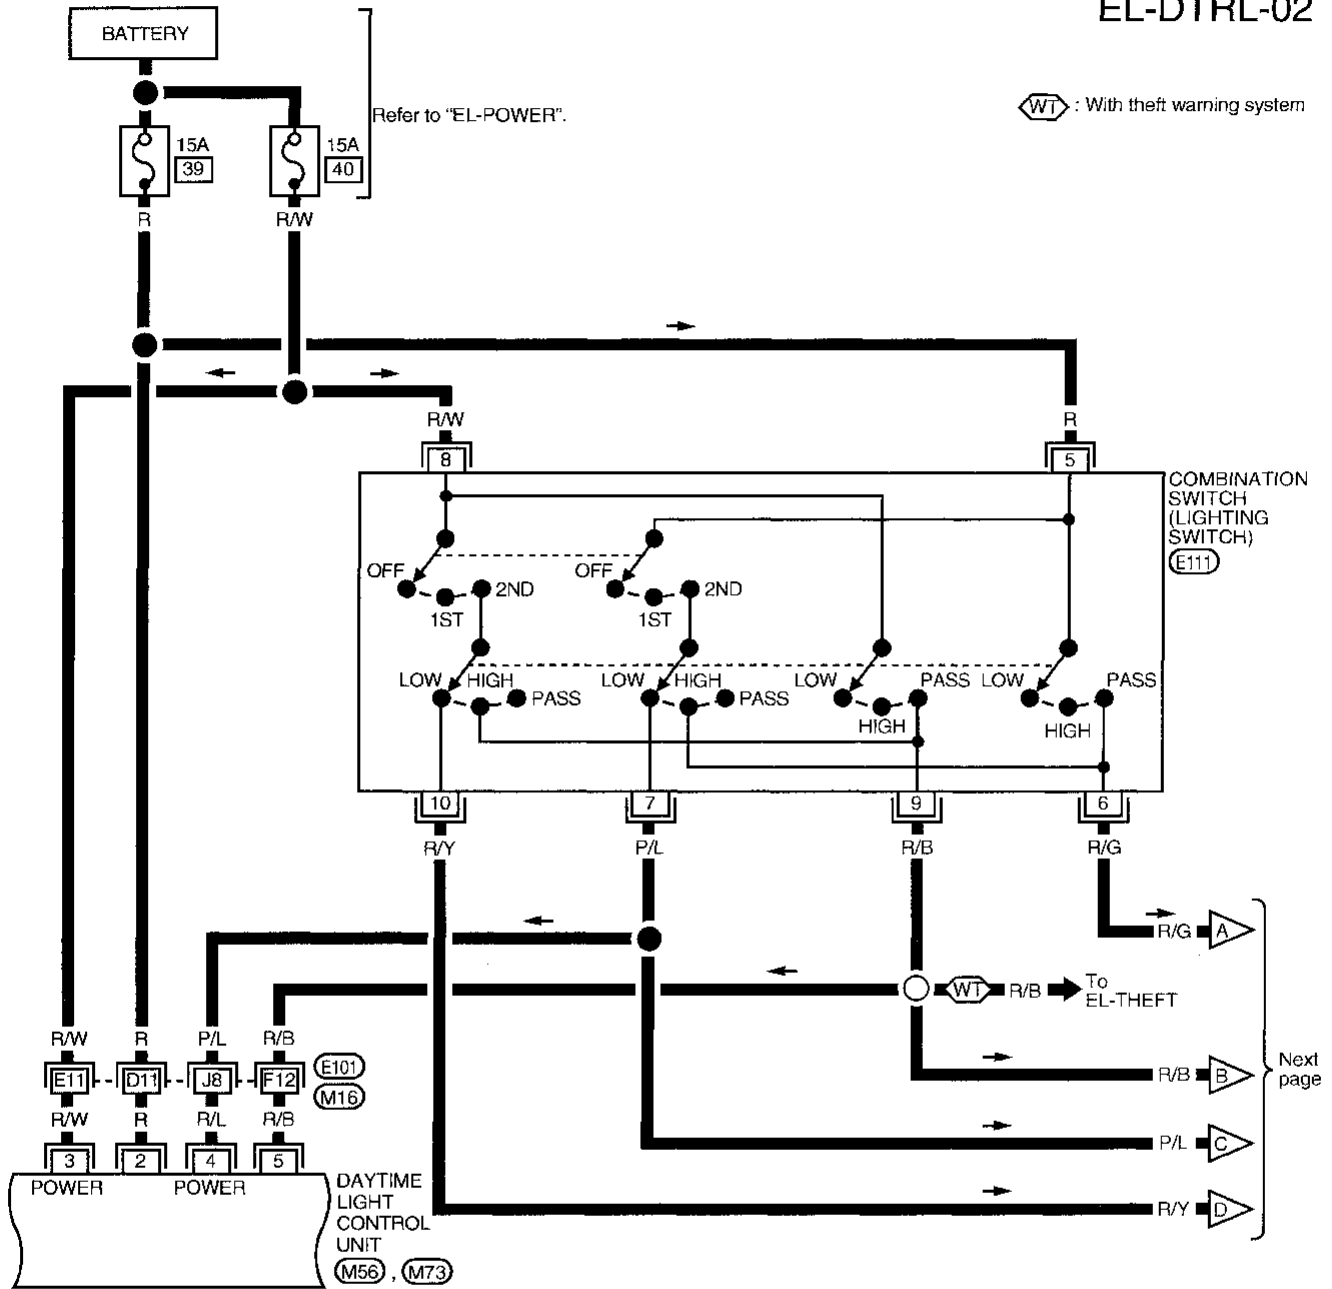 EL-DTRL-02
BATTERY
Refer to "EL-POWER".
WT : With theft warning system
15A
39
15A
40
R
R/W
R/W
R
8
5
COMBINATION
SWITCH
(LIGHTING
SWITCH)
E111
OFF
1ST
2ND
OFF
1ST
2ND
LOW
HIGH
PASS
LOW
HIGH
PASS
LOW
HIGH
PASS
LOW
HIGH
PASS
10
7
9
6
R/Y
P/L
R/B
R/G
R/G
A
WT
R/B
To
EL-THEFT
R/W
R
P/L
R/B
E11
D11
J8
F12
E101
M16
R/B
B
Next
page
R/W
R
R/L
R/B
P/L
C
3
2
4
5
POWER
POWER
DAYTIME
LIGHT
CONTROL
UNIT
M56 , M73
R/Y
D